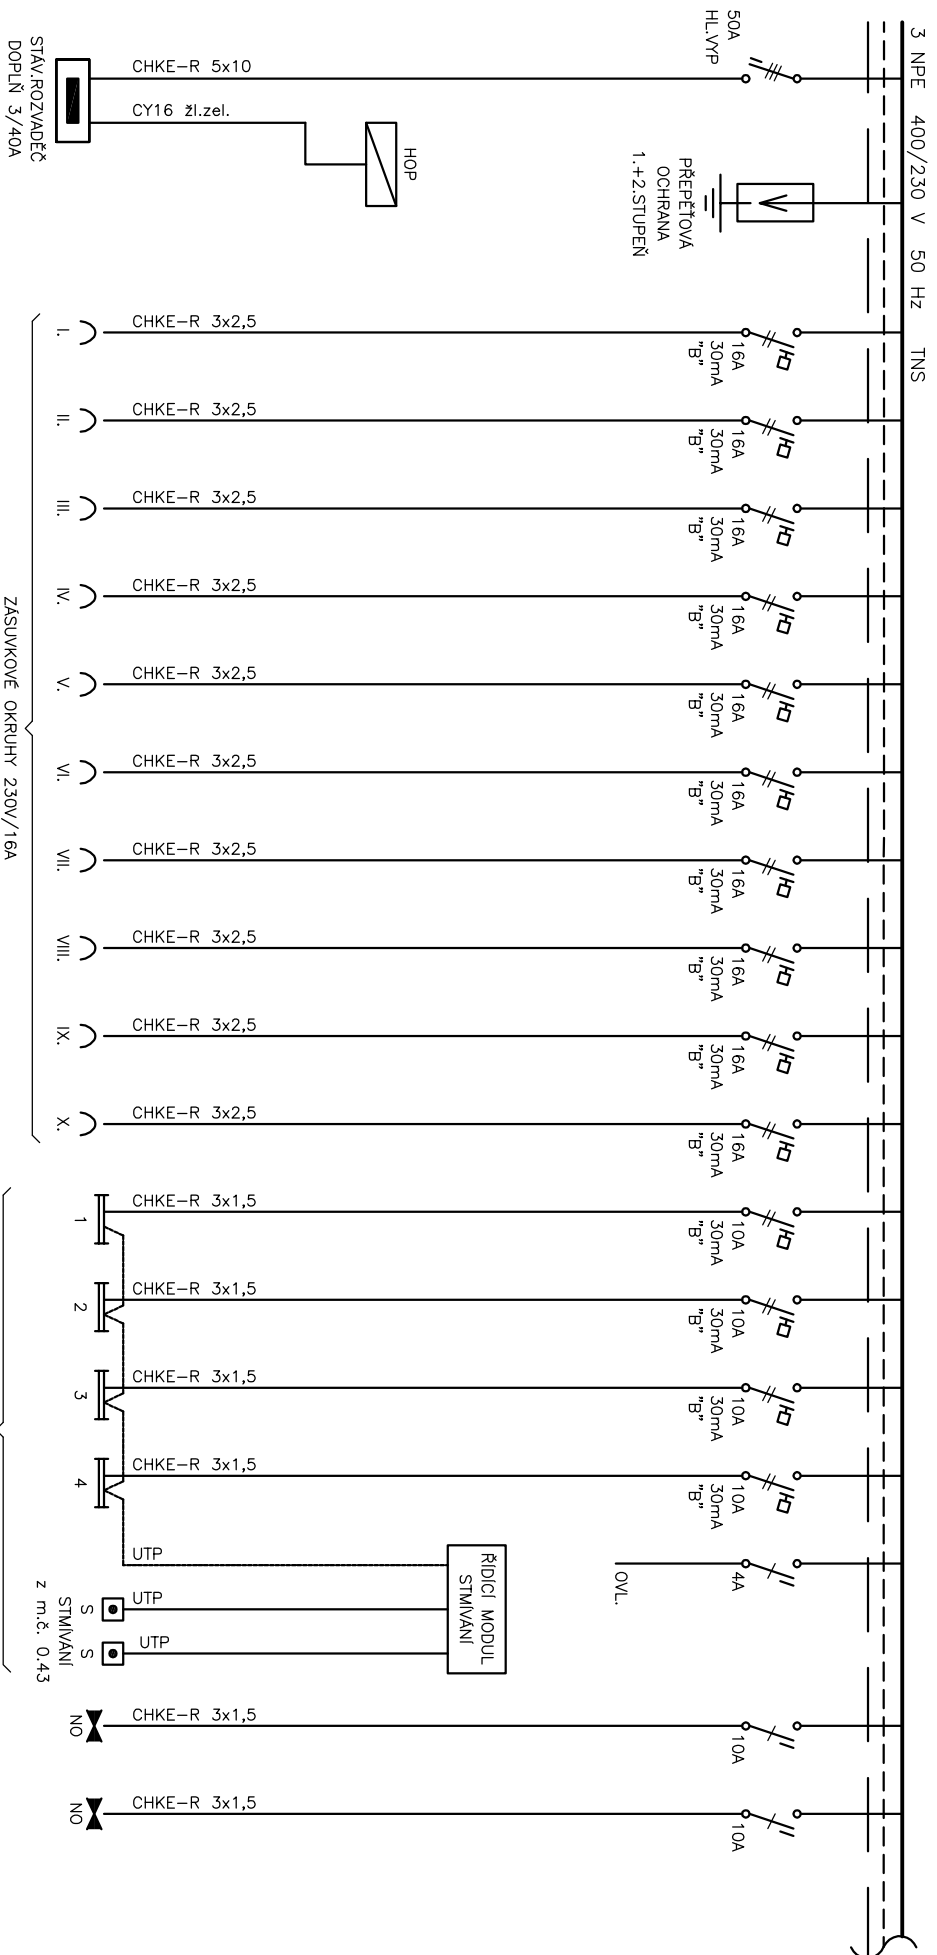 3 NPE 400/230 V 50 Hz TNS
50A
HL.VYP
PŘEPĚŤOVÁ
OCHRANA
1.+2.STUPEŇ
16A
30mA
"B"
16A
30mA
"B"
16A
30mA
"B"
16A
30mA
"B"
16A
30mA
"B"
16A
30mA
"B"
16A
30mA
"B"
16A
30mA
"B"
16A
30mA
"B"
16A
30mA
"B"
10A
30mA
"B"
10A
30mA
"B"
10A
30mA
"B"
10A
30mA
"B"
4A
OVL.
10A
10A
HOP
ŘÍDÍCÍ MODUL
STMÍVÁNÍ
CHKE-R 5x10
CY16 žl.zel.
CHKE-R 3x2,5
CHKE-R 3x2,5
CHKE-R 3x2,5
CHKE-R 3x2,5
CHKE-R 3x2,5
CHKE-R 3x2,5
CHKE-R 3x2,5
CHKE-R 3x2,5
CHKE-R 3x2,5
CHKE-R 3x2,5
CHKE-R 3x1,5
CHKE-R 3x1,5
CHKE-R 3x1,5
CHKE-R 3x1,5
UTP
UTP
UTP
CHKE-R 3x1,5
CHKE-R 3x1,5
STÁV.ROZVADĚČ
DOPLŇ 3/40A
I.
II.
III.
IV.
V.
VI.
VII.
VIII.
IX.
X.
1
2
3
4
S
S
STMÍVÁNÍ
z m.č. 0.43
NO
NO
ZÁSUVKOVÉ OKRUHY 230V/16A